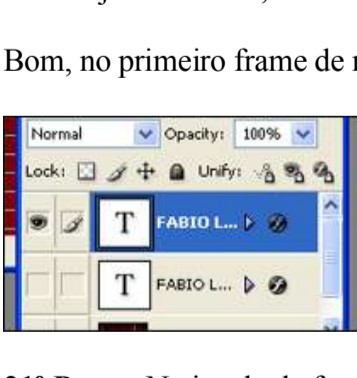 Bom, no primeiro frame de
Normal Opacity: 100%
Lock: Unify:
T FABIO L...
T FABIO L...